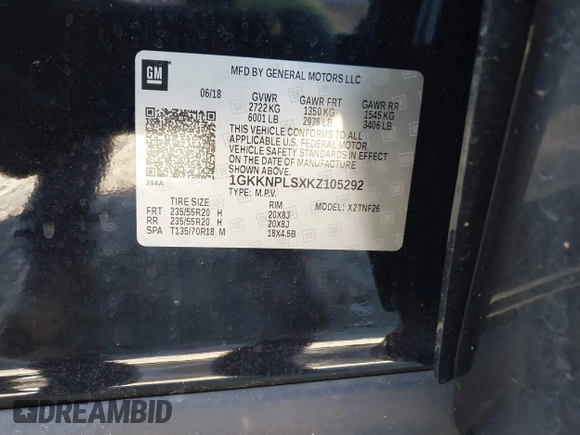 GM
MFD BY GENERAL MOTORS LLC
06/18 GVWR GAWR FRT GAWR RR
2722 KG 1350 KG 1545 KG
6001 LB 2976 LB 3406 LB
THIS VEHICLE CONFORMS TO ALL
APPLICABLE U.S. FEDERAL MOTOR
VEHICLE SAFETY STANDARDS IN EFFECT
ON THE DATE OF MANUFACTURE
SHOWN ABOVE.
394A 1GKKNPLSXKZ105292
TYPE: M.P.V. MODEL: X2TNF26
TIRE SIZE RIM
FRT 235/55R20 H 20X8J
RR 235/55R20 H 20X8J
SPA T135/70R18 M 18X4.5B
DREAMBID